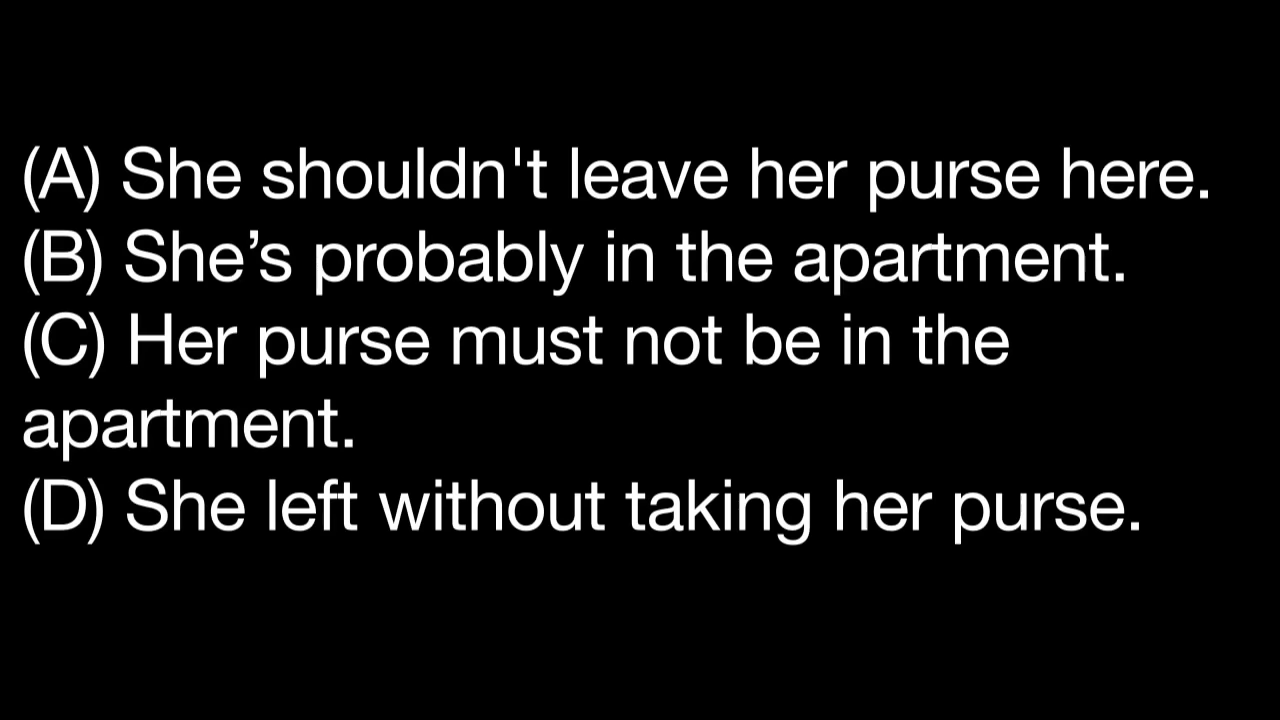 (A) She shouldn't leave her purse here.
(B) She’s probably in the apartment.
(C) Her purse must not be in the
apartment.
(D) She left without taking her purse.